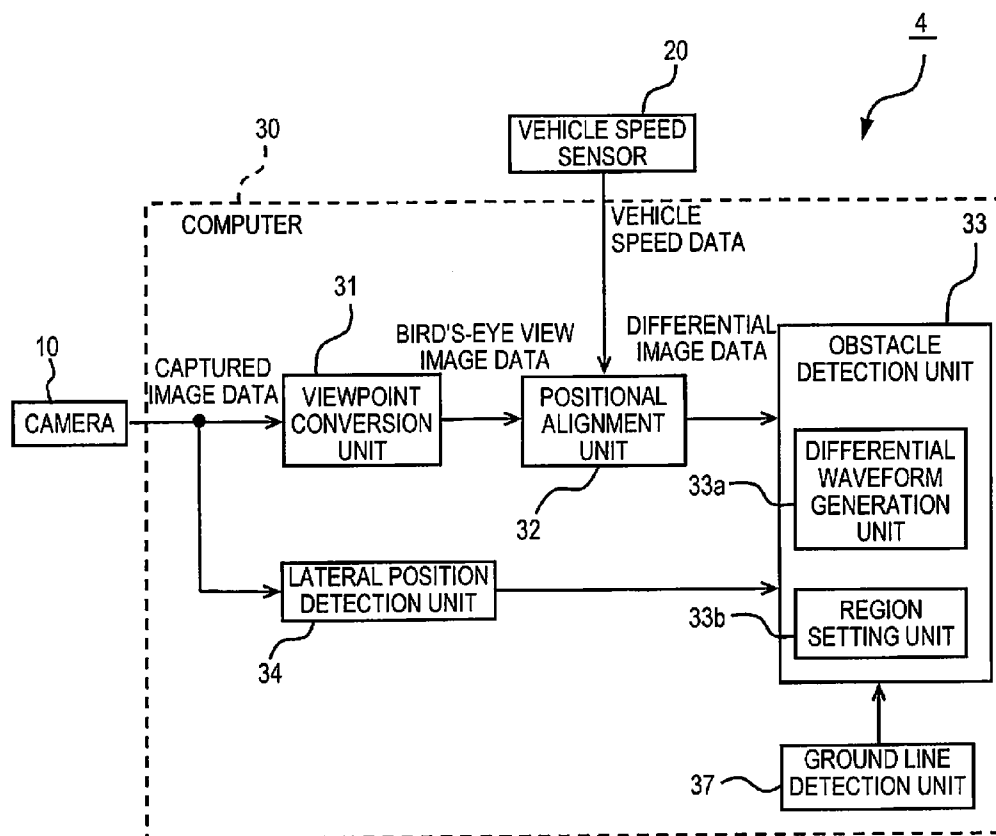 4
20
VEHICLE SPEED
SENSOR
30
COMPUTER
VEHICLE
SPEED DATA
33
31
10
CAPTURED
IMAGE DATA
BIRD'S-EYE VIEW
IMAGE DATA
DIFFERENTIAL
IMAGE DATA
OBSTACLE
DETECTION UNIT
CAMERA
VIEWPOINT
CONVERSION
UNIT
POSITIONAL
ALIGNMENT
UNIT
32
33a
DIFFERENTIAL
WAVEFORM
GENERATION
UNIT
LATERAL POSITION
DETECTION UNIT
34
33b
REGION
SETTING UNIT
37
GROUND LINE
DETECTION UNIT